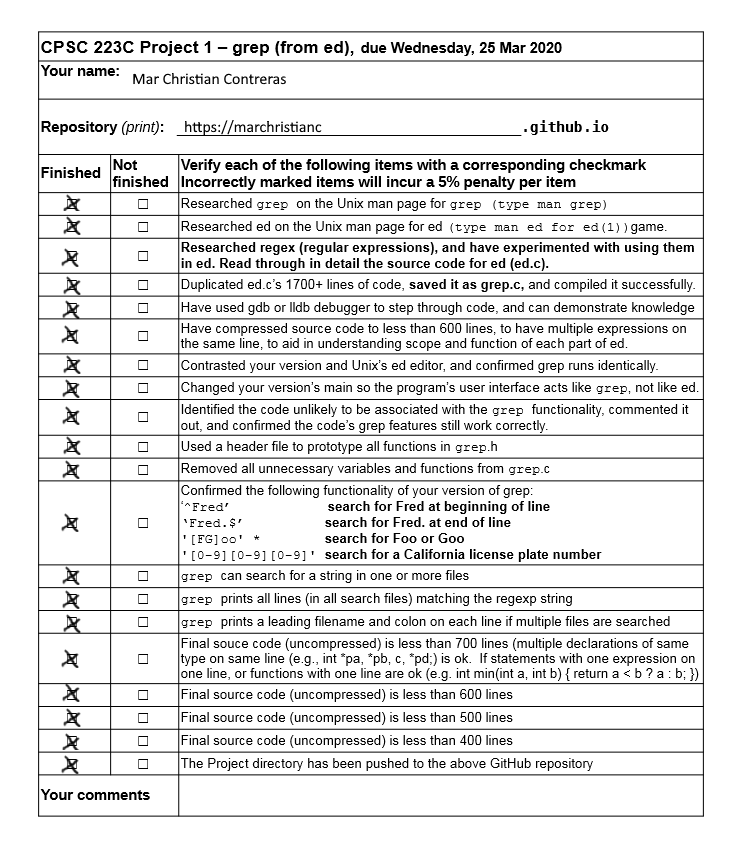 CPSC 223C Project 1 – grep (from ed), due Wednesday, 25 Mar 2020
Your name: Mar Christian Contreras
Repository (print): https://marchristianc .github.io
Finished
Not
finished
Verify each of the following items with a corresponding checkmark
Incorrectly marked items will incur a 5% penalty per item
☒ ☐ Researched grep on the Unix man page for grep (type man grep)
☒ ☐ Researched ed on the Unix man page for ed (type man ed for ed(1))game.
☒ ☐ Researched regex (regular expressions), and have experimented with using them
in ed. Read through in detail the source code for ed (ed.c).
☒ ☐ Duplicated ed.c's 1700+ lines of code, saved it as grep.c, and compiled it successfully.
☒ ☐ Have used gdb or lldb debugger to step through code, and can demonstrate knowledge
☒ ☐ Have compressed source code to less than 600 lines, to have multiple expressions on
the same line, to aid in understanding scope and function of each part of ed.
☒ ☐ Contrasted your version and Unix's ed editor, and confirmed grep runs identically.
☒ ☐ Changed your version's main so the program's user interface acts like grep, not like ed.
☒ ☐ Identified the code unlikely to be associated with the grep functionality, commented it
out, and confirmed the code's grep features still work correctly.
☒ ☐ Used a header file to prototype all functions in grep.h
☒ ☐ Removed all unnecessary variables and functions from grep.c
☒ ☐ Confirmed the following functionality of your version of grep:
'^Fred' search for Fred at beginning of line
'Fred.$' search for Fred. at end of line
'[FG]oo' * search for Foo or Goo
'[0-9][0-9][0-9]' search for a California license plate number
☒ ☐ grep can search for a string in one or more files
☒ ☐ grep prints all lines (in all search files) matching the regexp string
☒ ☐ grep prints a leading filename and colon on each line if multiple files are searched
☒ ☐ Final souce code (uncompressed) is less than 700 lines (multiple declarations of same
type on same line (e.g., int *pa, *pb, c, *pd;) is ok. If statements with one expression on
one line, or functions with one line are ok (e.g. int min(int a, int b) { return a < b ? a : b; })
☒ ☐ Final source code (uncompressed) is less than 600 lines
☒ ☐ Final source code (uncompressed) is less than 500 lines
☒ ☐ Final source code (uncompressed) is less than 400 lines
☒ ☐ The Project directory has been pushed to the above GitHub repository
Your comments